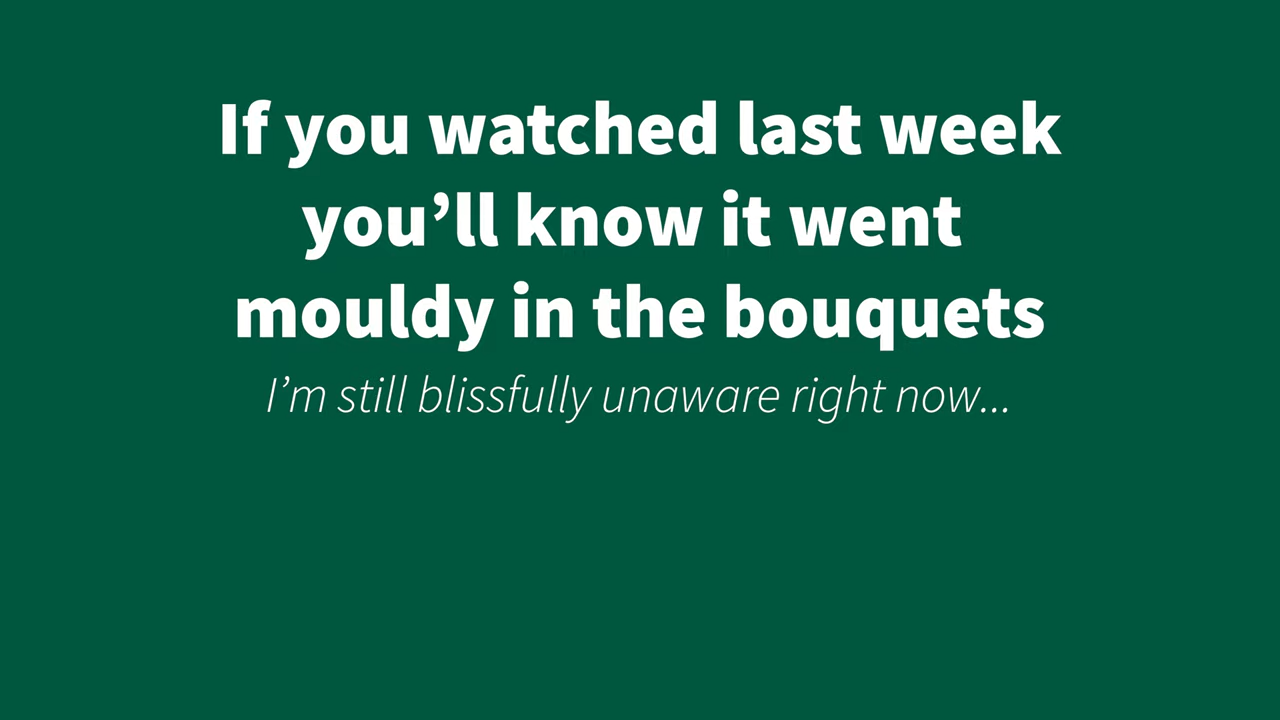 If you watched last week
you’ll know it went
mouldy in the bouquets
I’m still blissfully unaware right now...